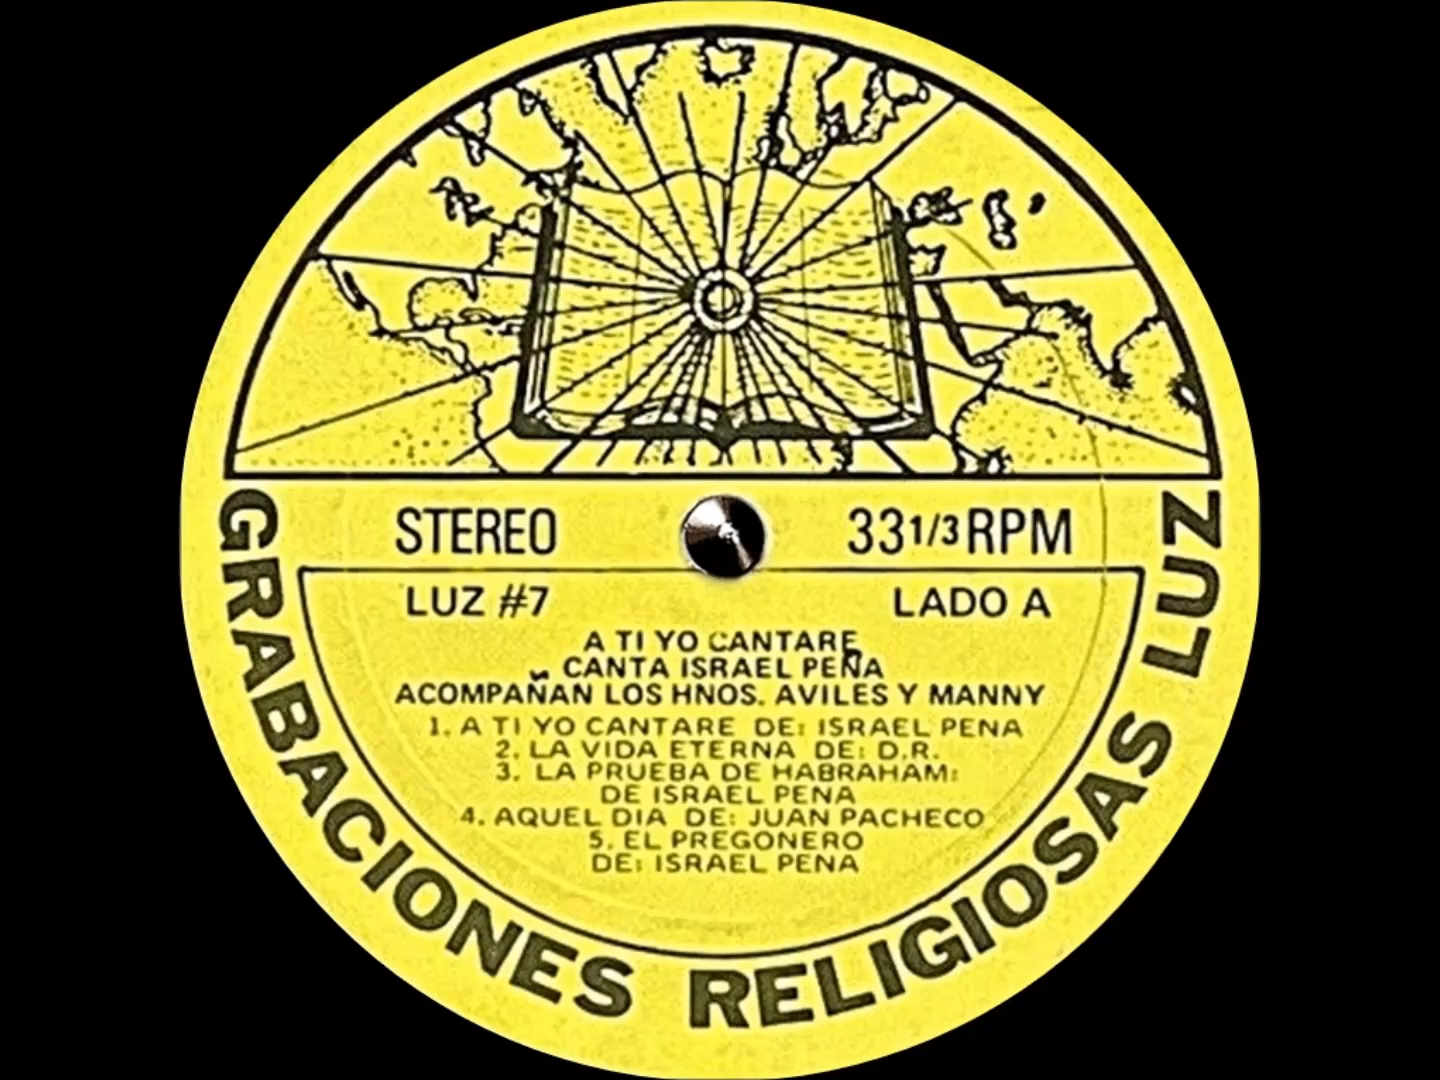 STEREO 33 1/3 RPM
LUZ #7 LADO A
A TI YO CANTARE
CANTA ISRAEL PEÑA
ACOMPAÑAN LOS HNOS. AVILES Y MANNY
1. A TI YO CANTARE DE: ISRAEL PENA
2. LA VIDA ETERNA DE: D.R.
3. LA PRUEBA DE HABRAHAM:
DE ISRAEL PENA
4. AQUEL DIA DE: JUAN PACHECO
5. EL PREGONERO
DE: ISRAEL PENA
GRABACIONES RELIGIOSAS LUZ